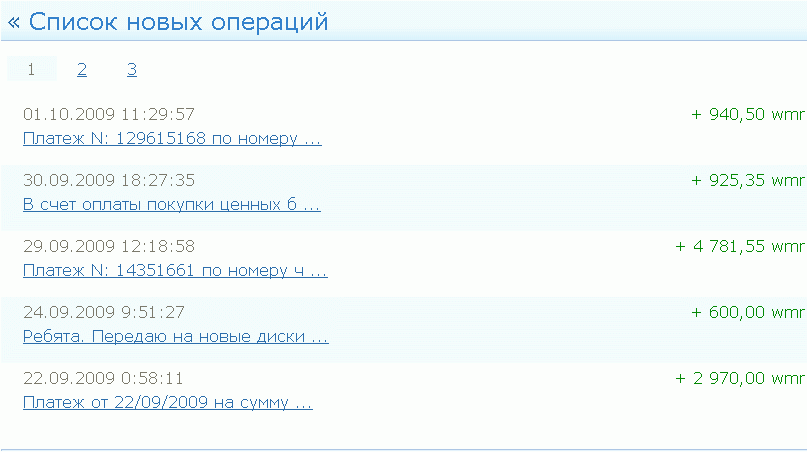 « Список новых операций
1 2 3
01.10.2009 11:29:57 + 940,50 wmr
Платеж N: 129615168 по номеру ...
30.09.2009 18:27:35 + 925,35 wmr
В счет оплаты покупки ценных б ...
29.09.2009 12:18:58 + 4 781,55 wmr
Платеж N: 14351661 по номеру ч ...
24.09.2009 9:51:27 + 600,00 wmr
Ребята. Передаю на новые диски ...
22.09.2009 0:58:11 + 2 970,00 wmr
Платеж от 22/09/2009 на сумму ...